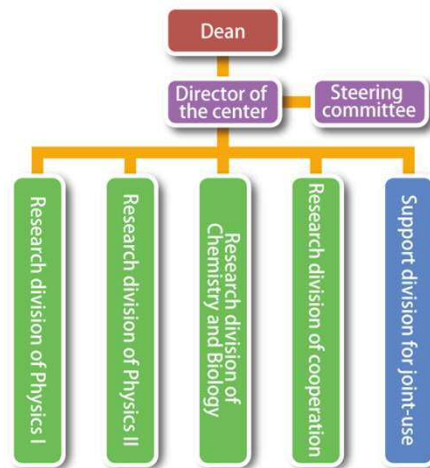 Dean
Director of
the center
Steering
committee
Research division of Physics I
Research division of Physics II
Research division of
Chemistry and Biology
Research division of cooperation
Support division for joint-use